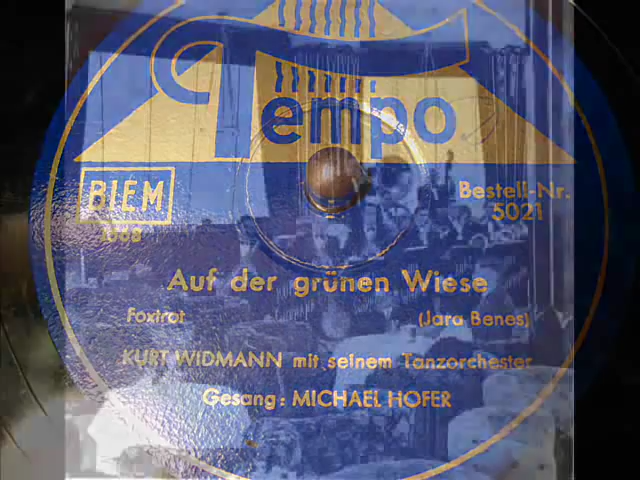 Tempo
BIEM
Bestell-Nr.
5021
Auf der grünen Wiese
Foxtrot (Jara Benes)
KURT WIDMANN mit seinem Tanzorchester
Gesang: MICHAEL HOFER